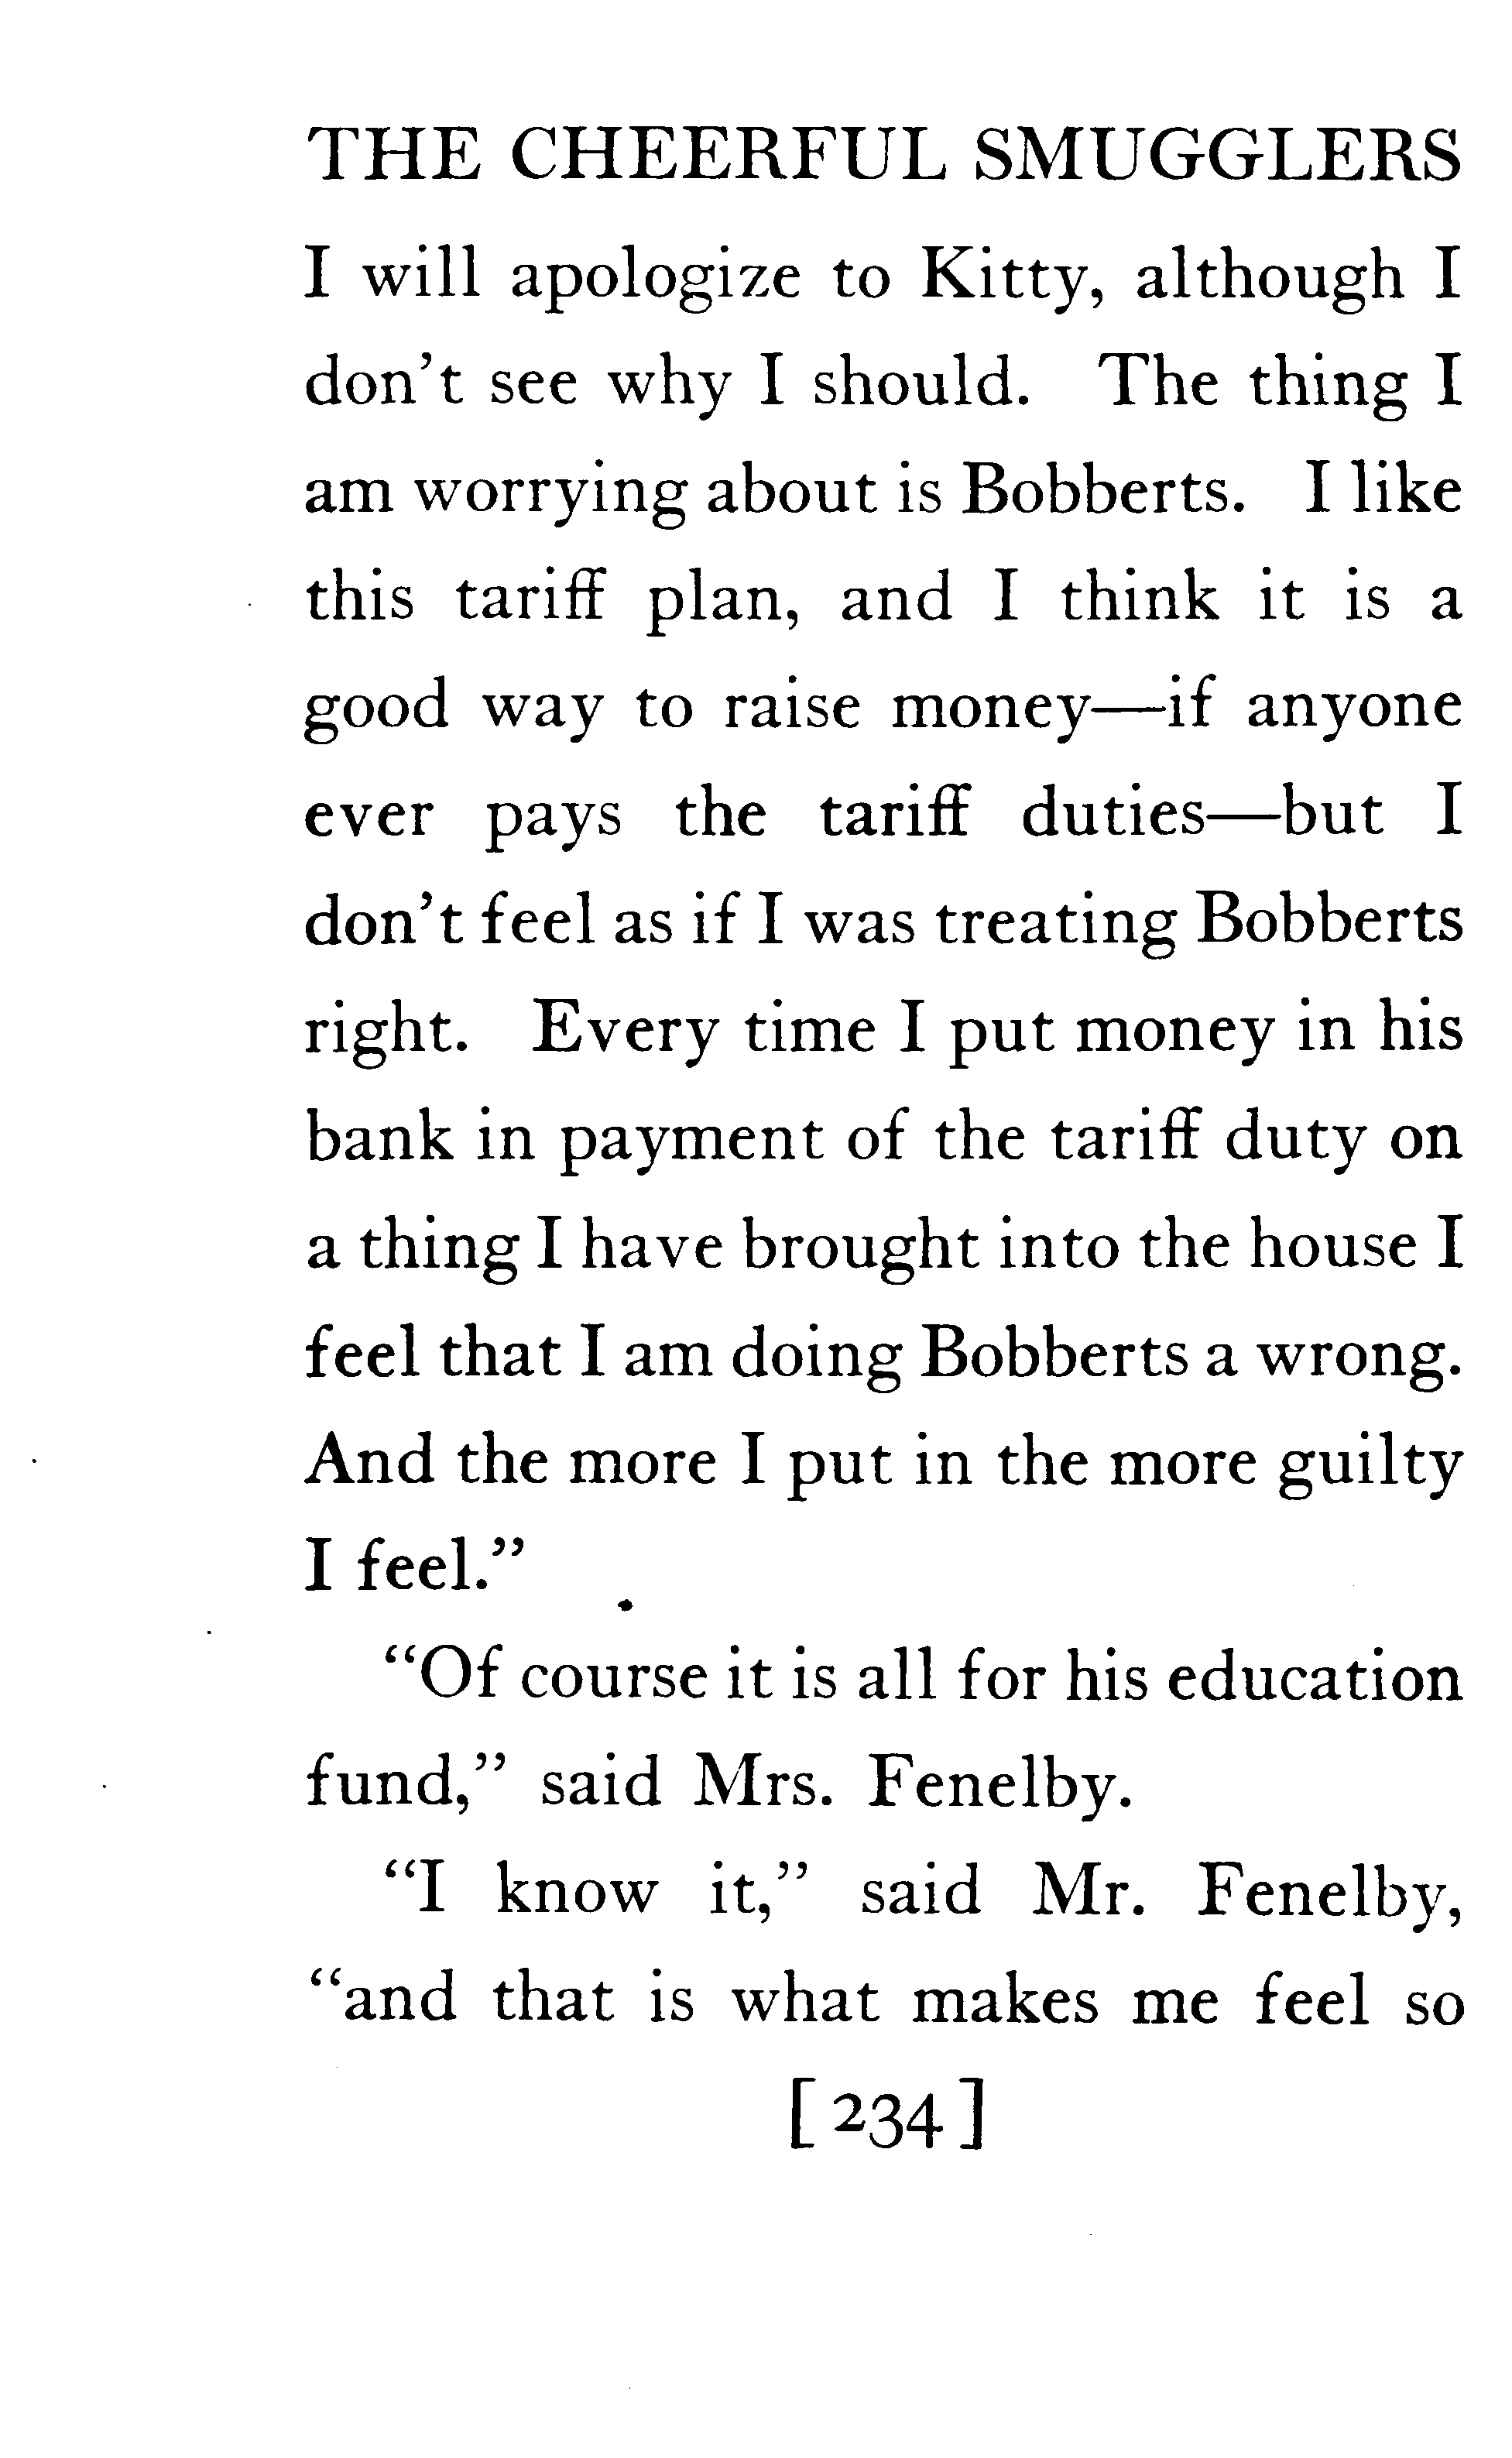 THE CHEERFUL SMUGGLERS
I will apologize to Kitty, although I
don't see why I should. The thing I
am worrying about is Bobberts. I like
this tariff plan, and I think it is a
good way to raise money—if anyone
ever pays the tariff duties—but I
don't feel as if I was treating Bobberts
right. Every time I put money in his
bank in payment of the tariff duty on
a thing I have brought into the house I
feel that I am doing Bobberts a wrong.
And the more I put in the more guilty
I feel.”
“Of course it is all for his education
fund,” said Mrs. Fenelby.
“I know it,” said Mr. Fenelby,
“and that is what makes me feel so
[234]